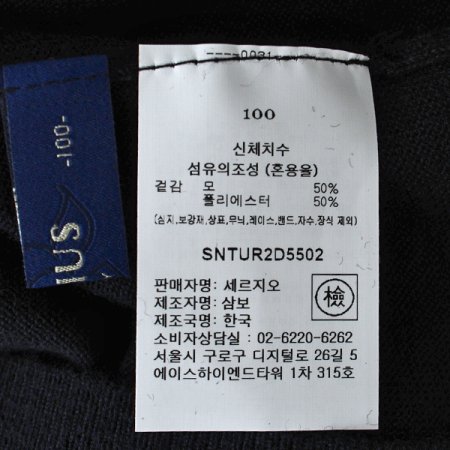 ----0031----
100
신체치수
섬유의조성 (혼용율)
겉감 모 50%
폴리에스터 50%
(심지,보강재,상표,무늬,레이스,밴드,자수,장식 제외)
SNTUR2D5502
판매자명: 세르지오
제조자명: 삼보
제조국명: 한국
檢
소비자상담실 : 02-6220-6262
서울시 구로구 디지털로 26길 5
에이스하이엔드타워 1차 315호
-100-
IUS